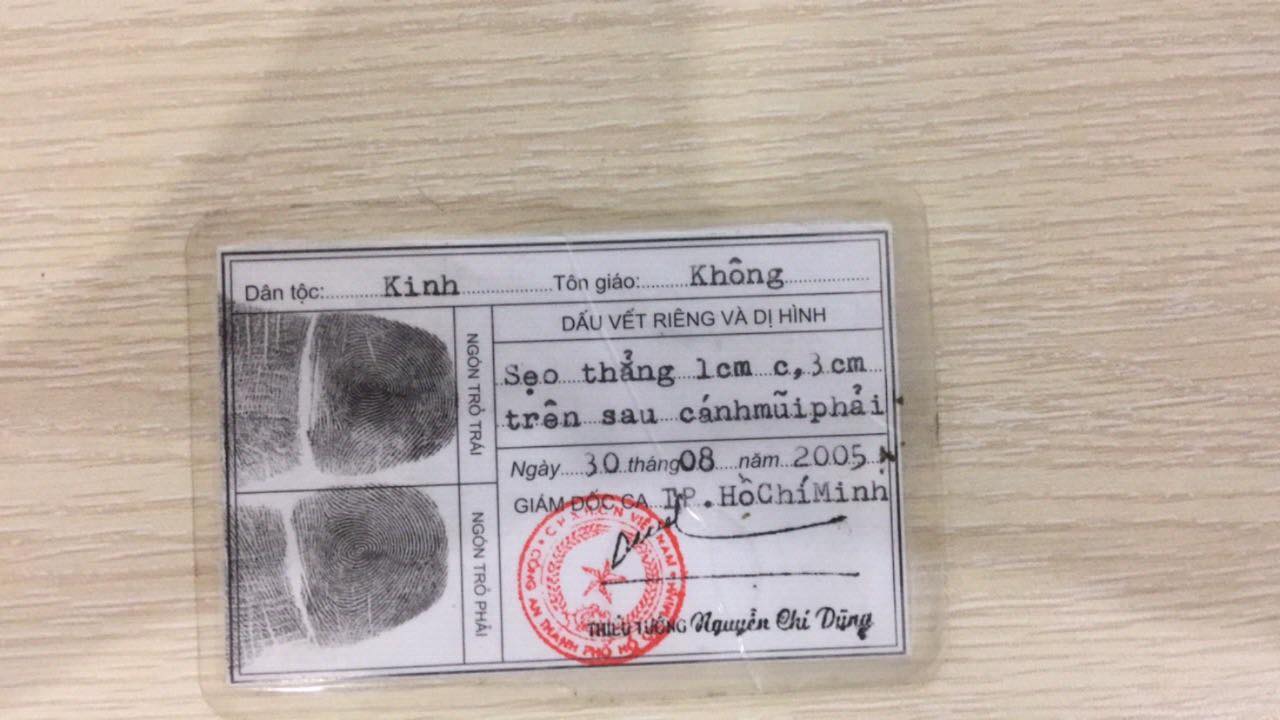 Dân tộc: Kinh Tôn giáo: Không
NGÓN TRỎ TRÁI
NGÓN TRỎ PHẢI
DẤU VẾT RIÊNG VÀ DỊ HÌNH
Sẹo thẳng 1cm c,3cm
trên sau cánhmũiphải
Ngày 30 tháng 08 năm 2005
GIÁM ĐỐC CA TP.HồChíMinh
THIẾU TƯỚNG Nguyễn Chí Dũng
CÔNG AN THÀNH PHỐ HỒ